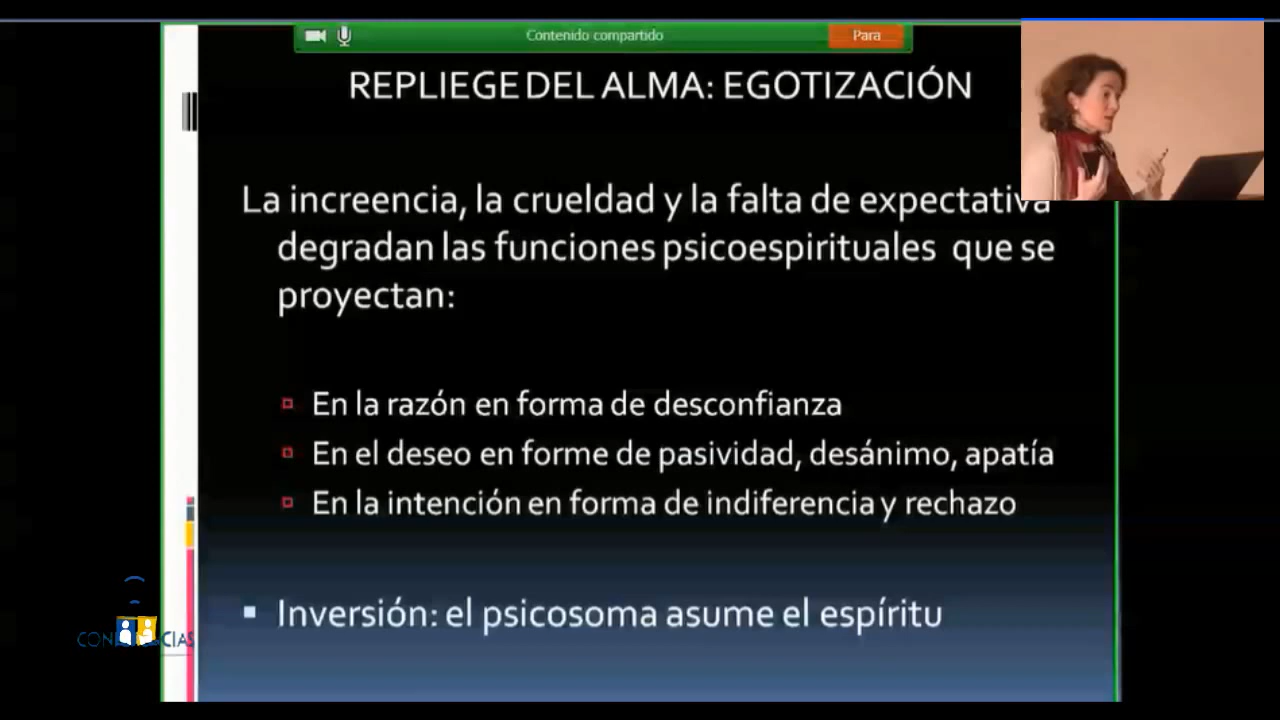 Contenido compartido
Para
REPLIEGE DEL ALMA: EGOTIZACIÓN
La increencia, la crueldad y la falta de expectativa
degradan las funciones psicoespirituales que se
proyectan:
En la razón en forma de desconfianza
En el deseo en forme de pasividad, desánimo, apatía
En la intención en forma de indiferencia y rechazo
Inversión: el psicosoma asume el espíritu